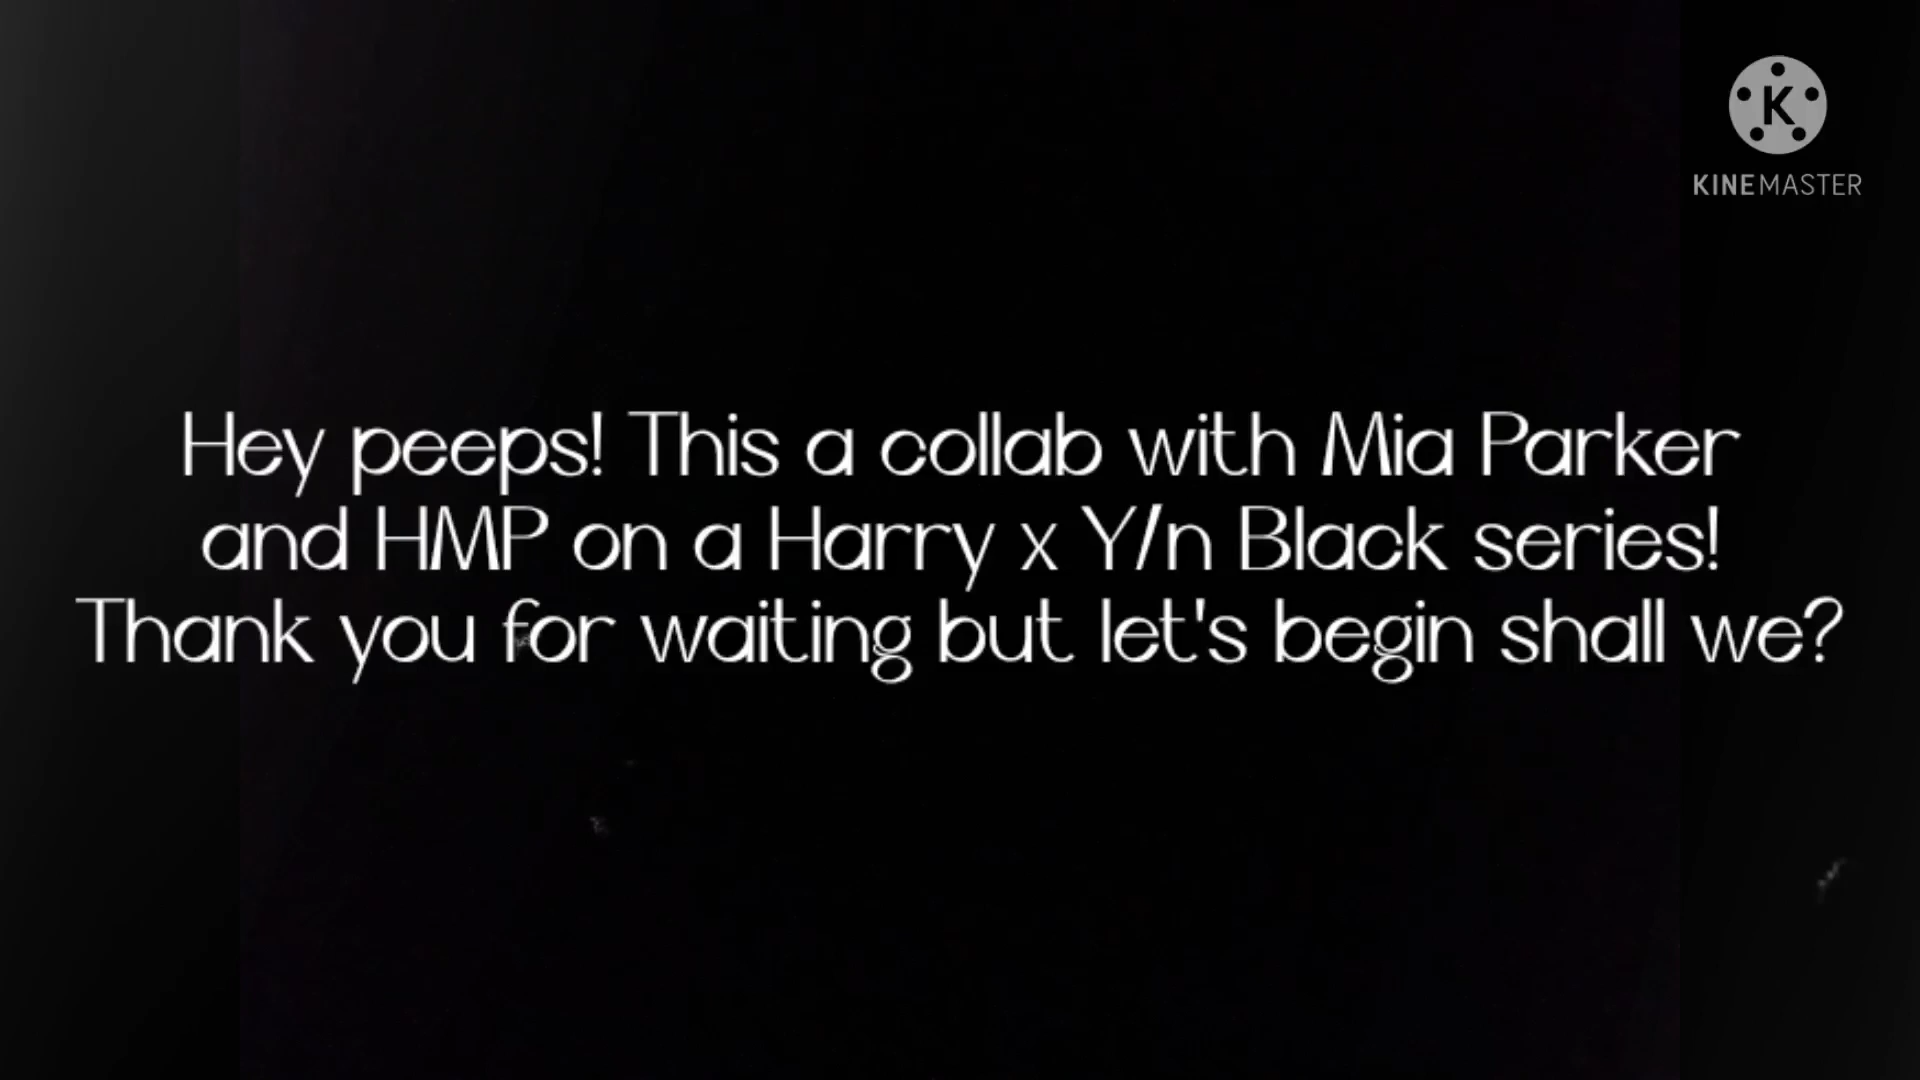 K
KINEMASTER
Hey peeps! This a collab with Mia Parker
and HMP on a Harry x Y/n Black series!
Thank you for waiting but let's begin shall we?